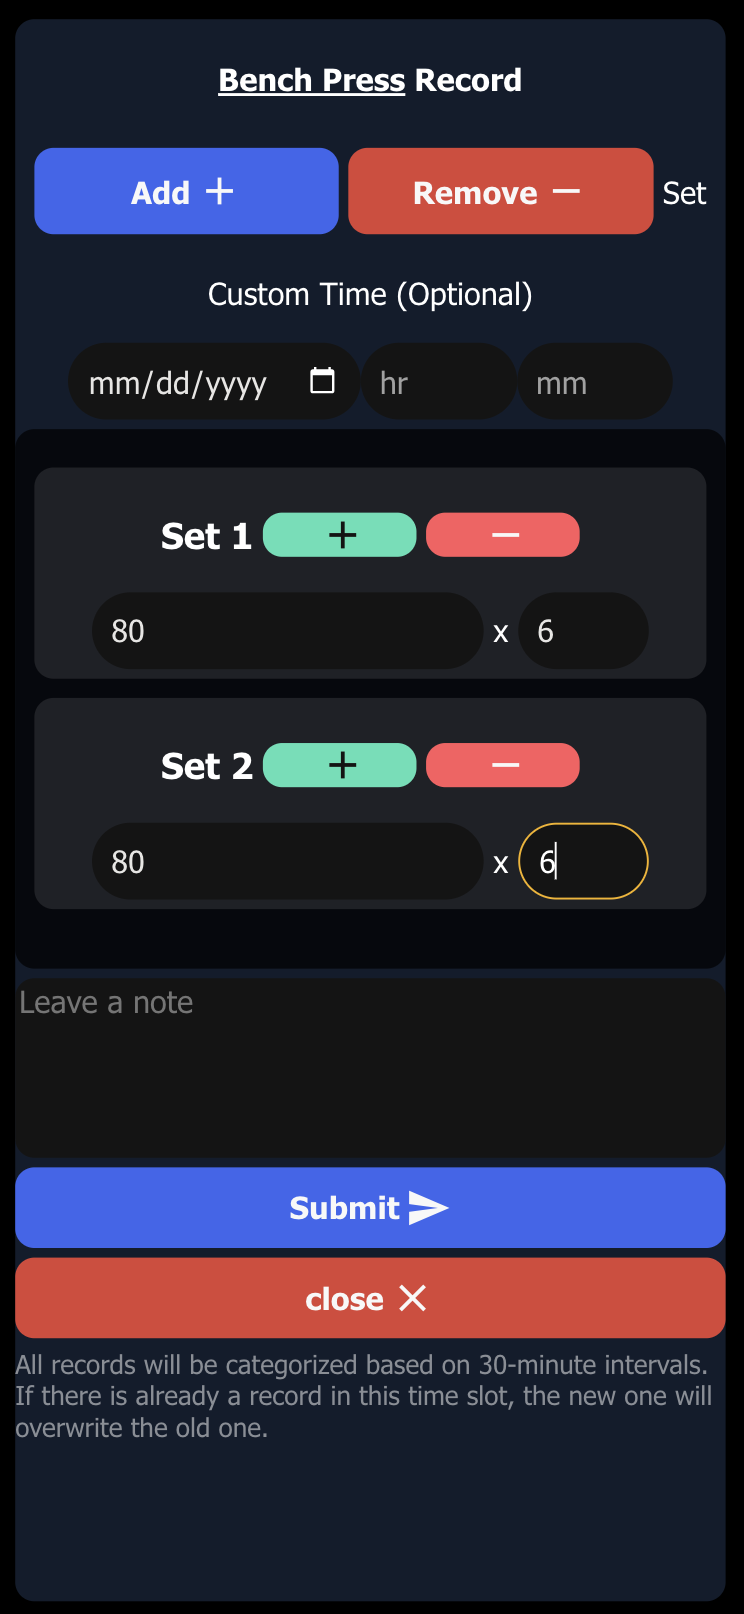 Bench Press Record
Add + Remove − Set
Custom Time (Optional)
mm/dd/yyyy hr mm
Set 1 + −
80 x 6
Set 2 + −
80 x 6
Leave a note
Submit
close ×
All records will be categorized based on 30-minute intervals.
If there is already a record in this time slot, the new one will
overwrite the old one.